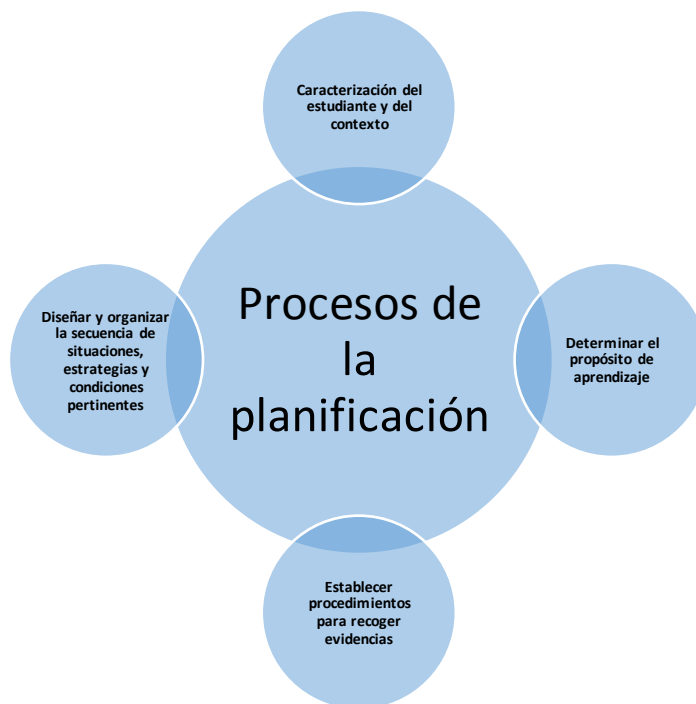 Caracterización del
estudiante y del
contexto
Procesos de
la
planificación
Determinar el
propósito de
aprendizaje
Establecer
procedimientos
para recoger
evidencias
Diseñar y organizar
la secuencia de
situaciones,
estrategias y
condiciones
pertinentes